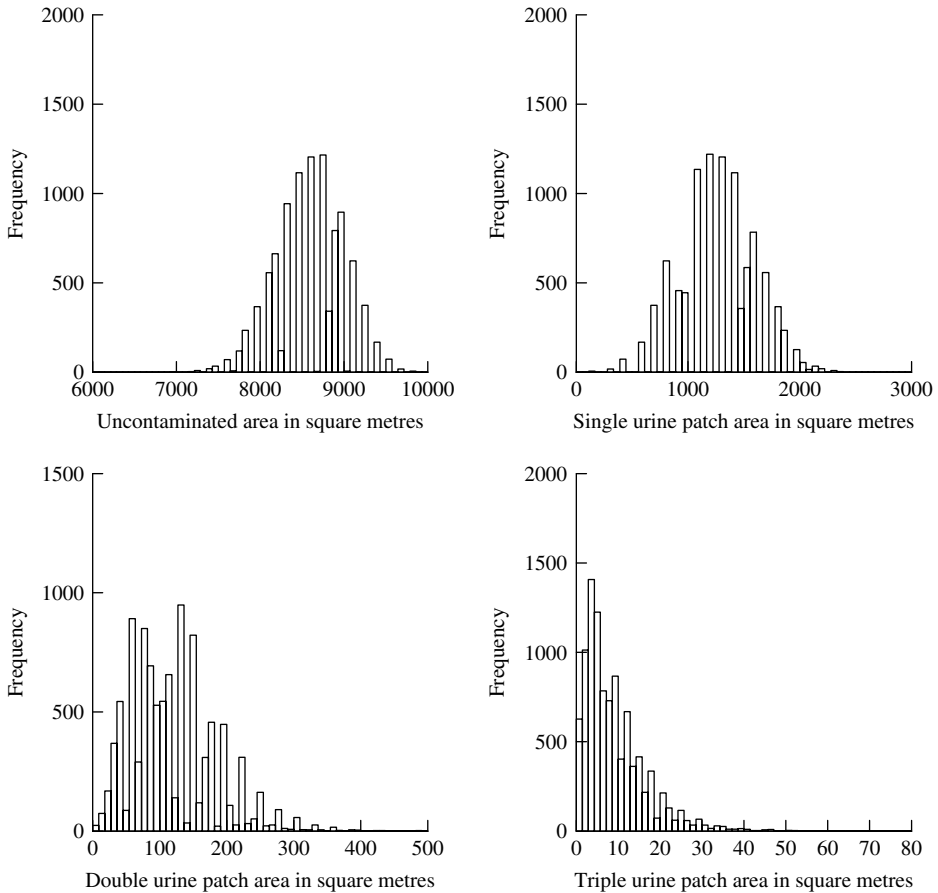 2000
1500
1000
500
0
Frequency
6000 7000 8000 9000 10000
Uncontaminated area in square metres
2000
1500
1000
500
0
Frequency
0 1000 2000 3000
Single urine patch area in square metres
1500
1000
500
0
Frequency
0 100 200 300 400 500
Double urine patch area in square metres
2000
1500
1000
500
0
Frequency
0 10 20 30 40 50 60 70 80
Triple urine patch area in square metres